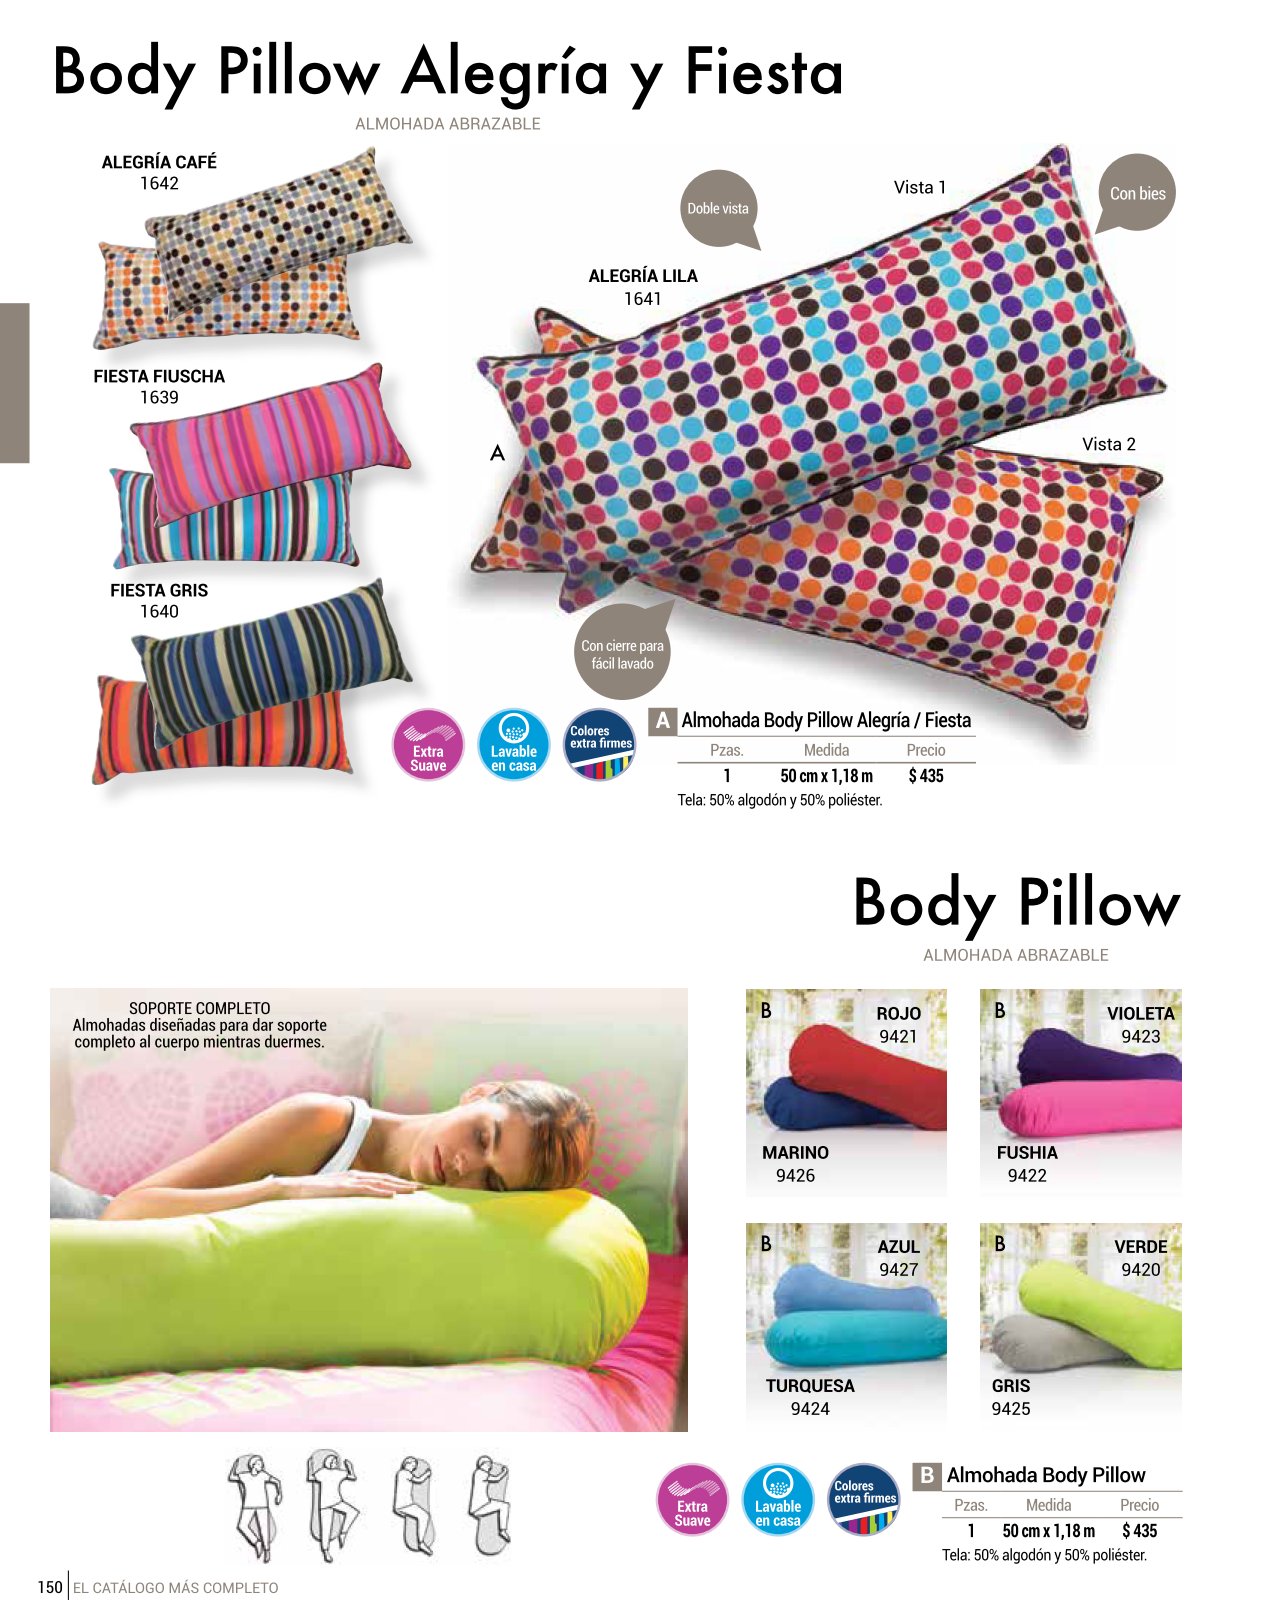 Body Pillow Alegría y Fiesta
ALMOHADA ABRAZABLE
ALEGRÍA CAFÉ
1642
FIESTA FIUSCHA
1639
FIESTA GRIS
1640
Doble vista
Vista 1
Con bies
ALEGRÍA LILA
1641
A
Vista 2
Con cierre para
fácil lavado
Extra
Suave
Lavable
en casa
Colores
extra firmes
A Almohada Body Pillow Alegría / Fiesta
Pzas. Medida Precio
1 50 cm x 1,18 m $ 435
Tela: 50% algodón y 50% poliéster.
Body Pillow
ALMOHADA ABRAZABLE
SOPORTE COMPLETO
Almohadas diseñadas para dar soporte
completo al cuerpo mientras duermes.
B
ROJO
9421
MARINO
9426
B
VIOLETA
9423
FUSHIA
9422
B
AZUL
9427
TURQUESA
9424
B
VERDE
9420
GRIS
9425
Extra
Suave
Lavable
en casa
Colores
extra firmes
B Almohada Body Pillow
Pzas. Medida Precio
1 50 cm x 1,18 m $ 435
Tela: 50% algodón y 50% poliéster.
150 EL CATÁLOGO MÁS COMPLETO